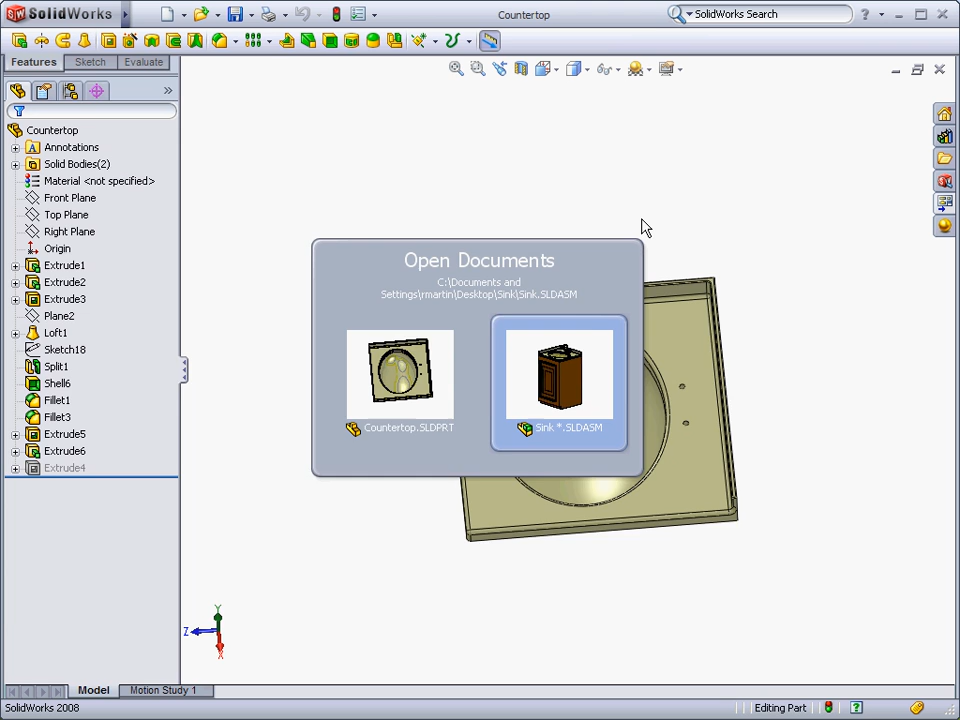 SolidWorks
Countertop
SolidWorks Search
Features
Sketch
Evaluate
Countertop
Annotations
Solid Bodies(2)
Material <not specified>
Front Plane
Top Plane
Right Plane
Origin
Extrude1
Extrude2
Extrude3
Plane2
Loft1
Sketch18
Split1
Shell6
Fillet1
Fillet3
Extrude5
Extrude6
Extrude4
Open Documents
C:\Documents and
Settings\rmartin\Desktop\Sink\Sink.SLDASM
Countertop.SLDPRT
Sink *.SLDASM
Y
Z
X
Model
Motion Study 1
SolidWorks 2008
Editing Part